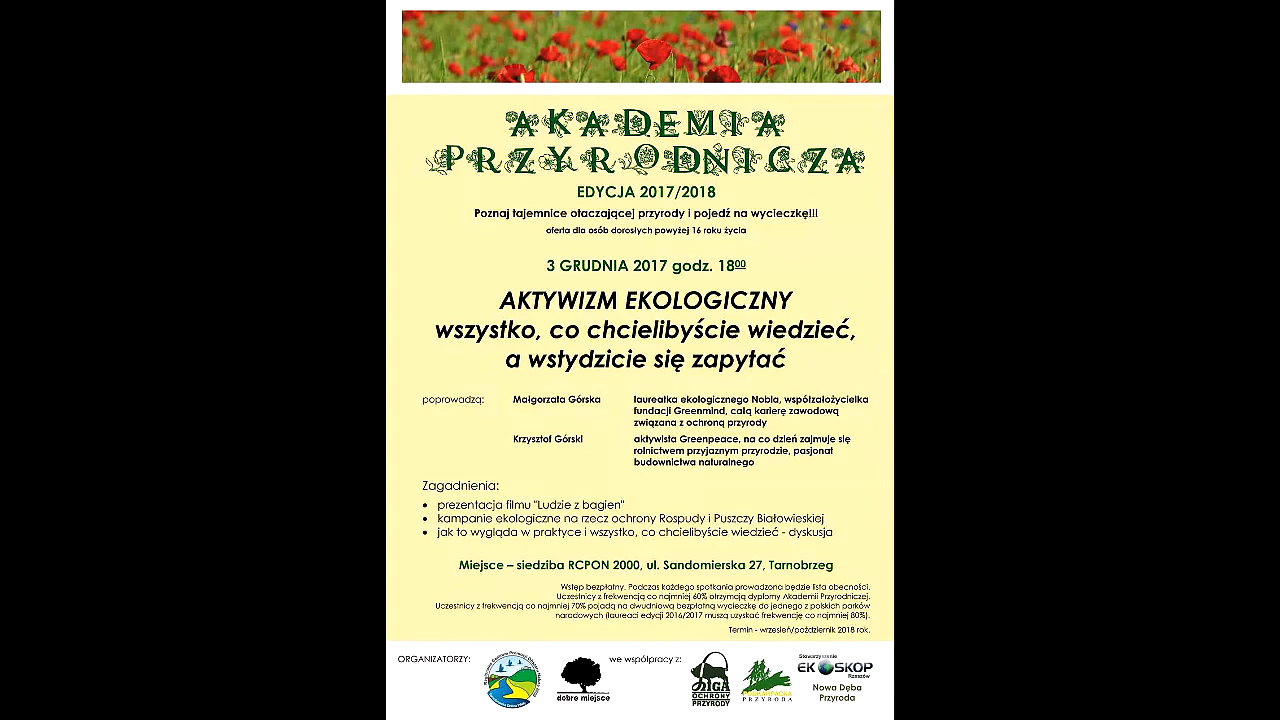 AKADEMIA
PRZYRODNICZA
EDYCJA 2017/2018
Poznaj tajemnice otaczającej przyrody i pojedź na wycieczkę!!!
oferta dla osób dorosłych powyżej 16 roku życia
3 GRUDNIA 2017 godz. 18⁰⁰
AKTYWIZM EKOLOGICZNY
wszystko, co chcielibyście wiedzieć,
a wstydzicie się zapytać
poprowadzą: Małgorzata Górska laureatka ekologicznego Nobla, współzałożycielka
fundacji Greenmind, całą karierę zawodową
związana z ochroną przyrody
Krzysztof Górski aktywista Greenpeace, na co dzień zajmuje się
rolnictwem przyjaznym przyrodzie, pasjonat
budownictwa naturalnego
Zagadnienia:
• prezentacja filmu "Ludzie z bagien"
• kampanie ekologiczne na rzecz ochrony Rospudy i Puszczy Białowieskiej
• jak to wygląda w praktyce i wszystko, co chcielibyście wiedzieć - dyskusja
Miejsce – siedziba RCPON 2000, ul. Sandomierska 27, Tarnobrzeg
Wstęp bezpłatny. Podczas każdego spotkania prowadzona będzie lista obecności.
Uczestnicy z frekwencją co najmniej 60% otrzymają dyplomy Akademii Przyrodniczej.
Uczestnicy z frekwencją co najmniej 70% pojadą na dwudniową bezpłatną wycieczkę do jednego z polskich parków
narodowych (laureaci edycji 2016/2017 muszą uzyskać frekwencję co najmniej 80%).
Termin - wrzesień/październik 2018 rok.
ORGANIZATORZY: we współpracy z:
dobre miejsce
LIGA
OCHRONY
PRZYRODY
PODKARPACKA
PRZYRODA
Stowarzyszenie
EKOSKOP
Rzeszów
Nowa Dęba
Przyroda